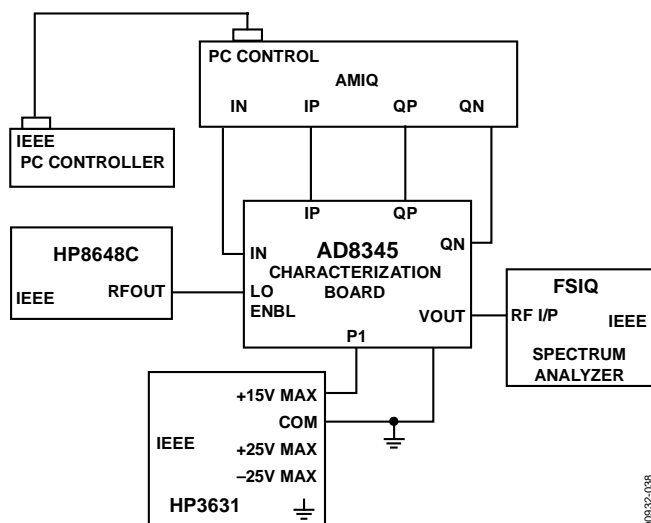 PC CONTROL
AMIQ
IN IP QP QN
IEEE
PC CONTROLLER
IP QP
IN
AD8345
QN
CHARACTERIZATION
BOARD
LO
ENBL
VOUT
P1
HP8648C
IEEE
RFOUT
FSIQ
RF I/P
IEEE
SPECTRUM
ANALYZER
+15V MAX
COM
IEEE
+25V MAX
–25V MAX
HP3631
00932-038